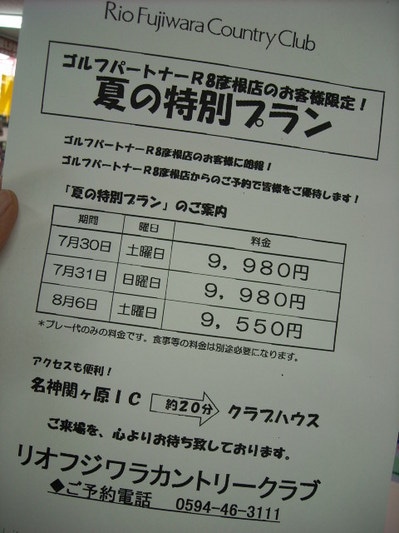 Rio Fujiwara Country Club
ゴルフパートナーR8彦根店のお客様限定！
夏の特別プラン
ゴルフパートナーR8彦根店のお客様に朗報！
ゴルフパートナーR8彦根店からのご予約で皆様をご優待します！
「夏の特別プラン」のご案内
期間 曜日 料金
7月30日 土曜日 9，980円
7月31日 日曜日 9，980円
8月6日 土曜日 9，550円
＊プレー代のみの料金です。食事等の料金は別途必要になります。
アクセスも便利！
名神関ヶ原IC 約20分 クラブハウス
ご来場を、心よりお待ち致しております。
リオフジワラカントリークラブ
◆ご予約電話 0594-46-3111